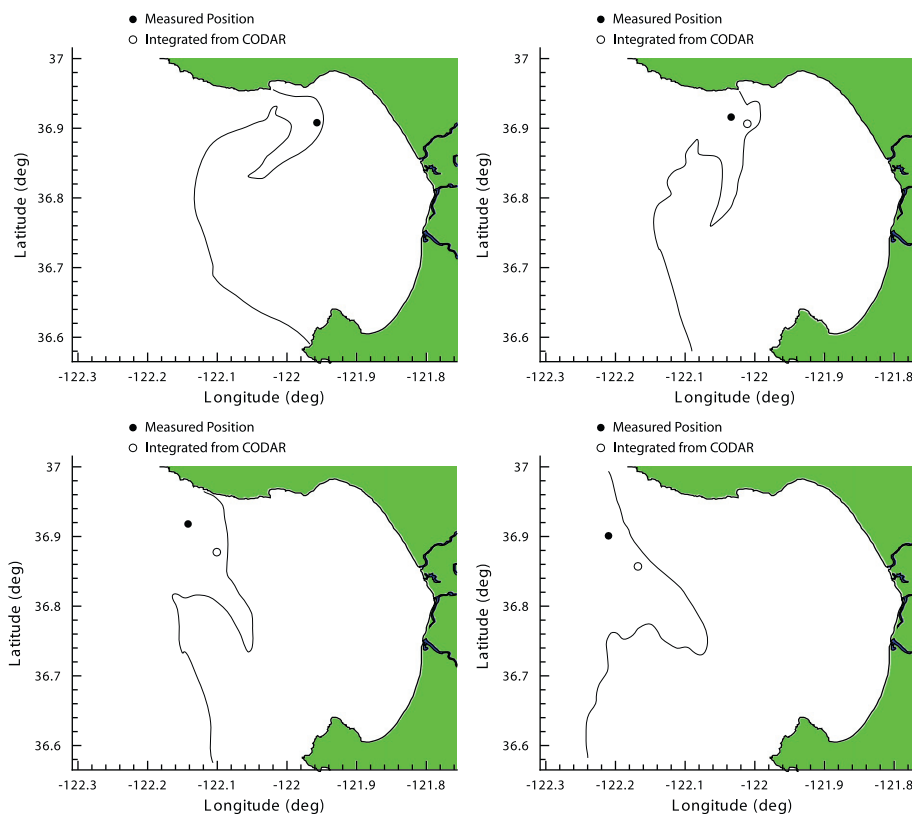 Measured Position
Integrated from CODAR
37
36.9
36.8
36.7
36.6
Latitude (deg)
-122.3 -122.2 -122.1 -122 -121.9 -121.8
Longitude (deg)
Measured Position
Integrated from CODAR
37
36.9
36.8
36.7
36.6
Latitude (deg)
-122.3 -122.2 -122.1 -122 -121.9 -121.8
Longitude (deg)
Measured Position
Integrated from CODAR
37
36.9
36.8
36.7
36.6
Latitude (deg)
-122.3 -122.2 -122.1 -122 -121.9 -121.8
Longitude (deg)
Measured Position
Integrated from CODAR
37
36.9
36.8
36.7
36.6
Latitude (deg)
-122.3 -122.2 -122.1 -122 -121.9 -121.8
Longitude (deg)